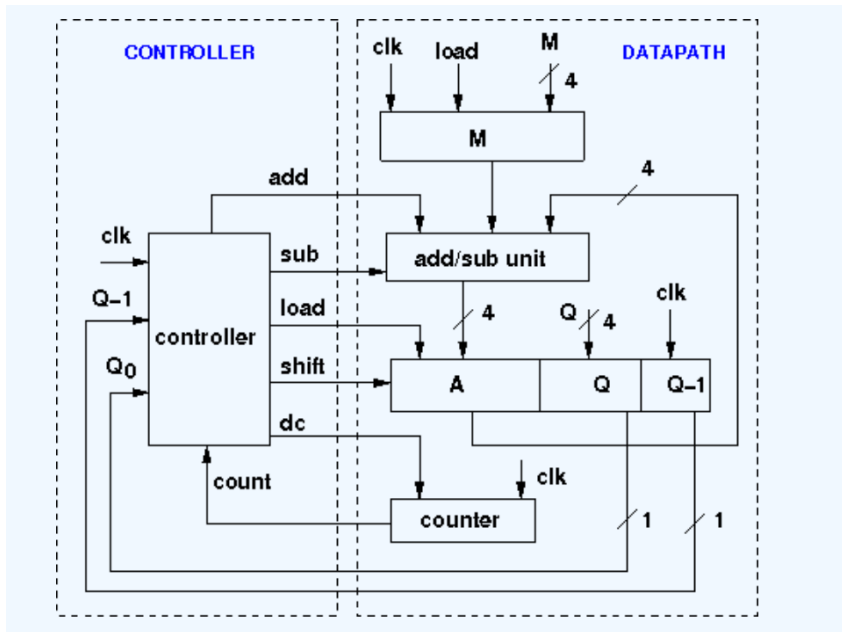 CONTROLLER
DATAPATH
clk
load
M
4
M
add
4
clk
sub
add/sub unit
Q−1
load
4
Q
4
clk
controller
Q0
shift
A
Q
Q−1
dc
count
clk
counter
1
1